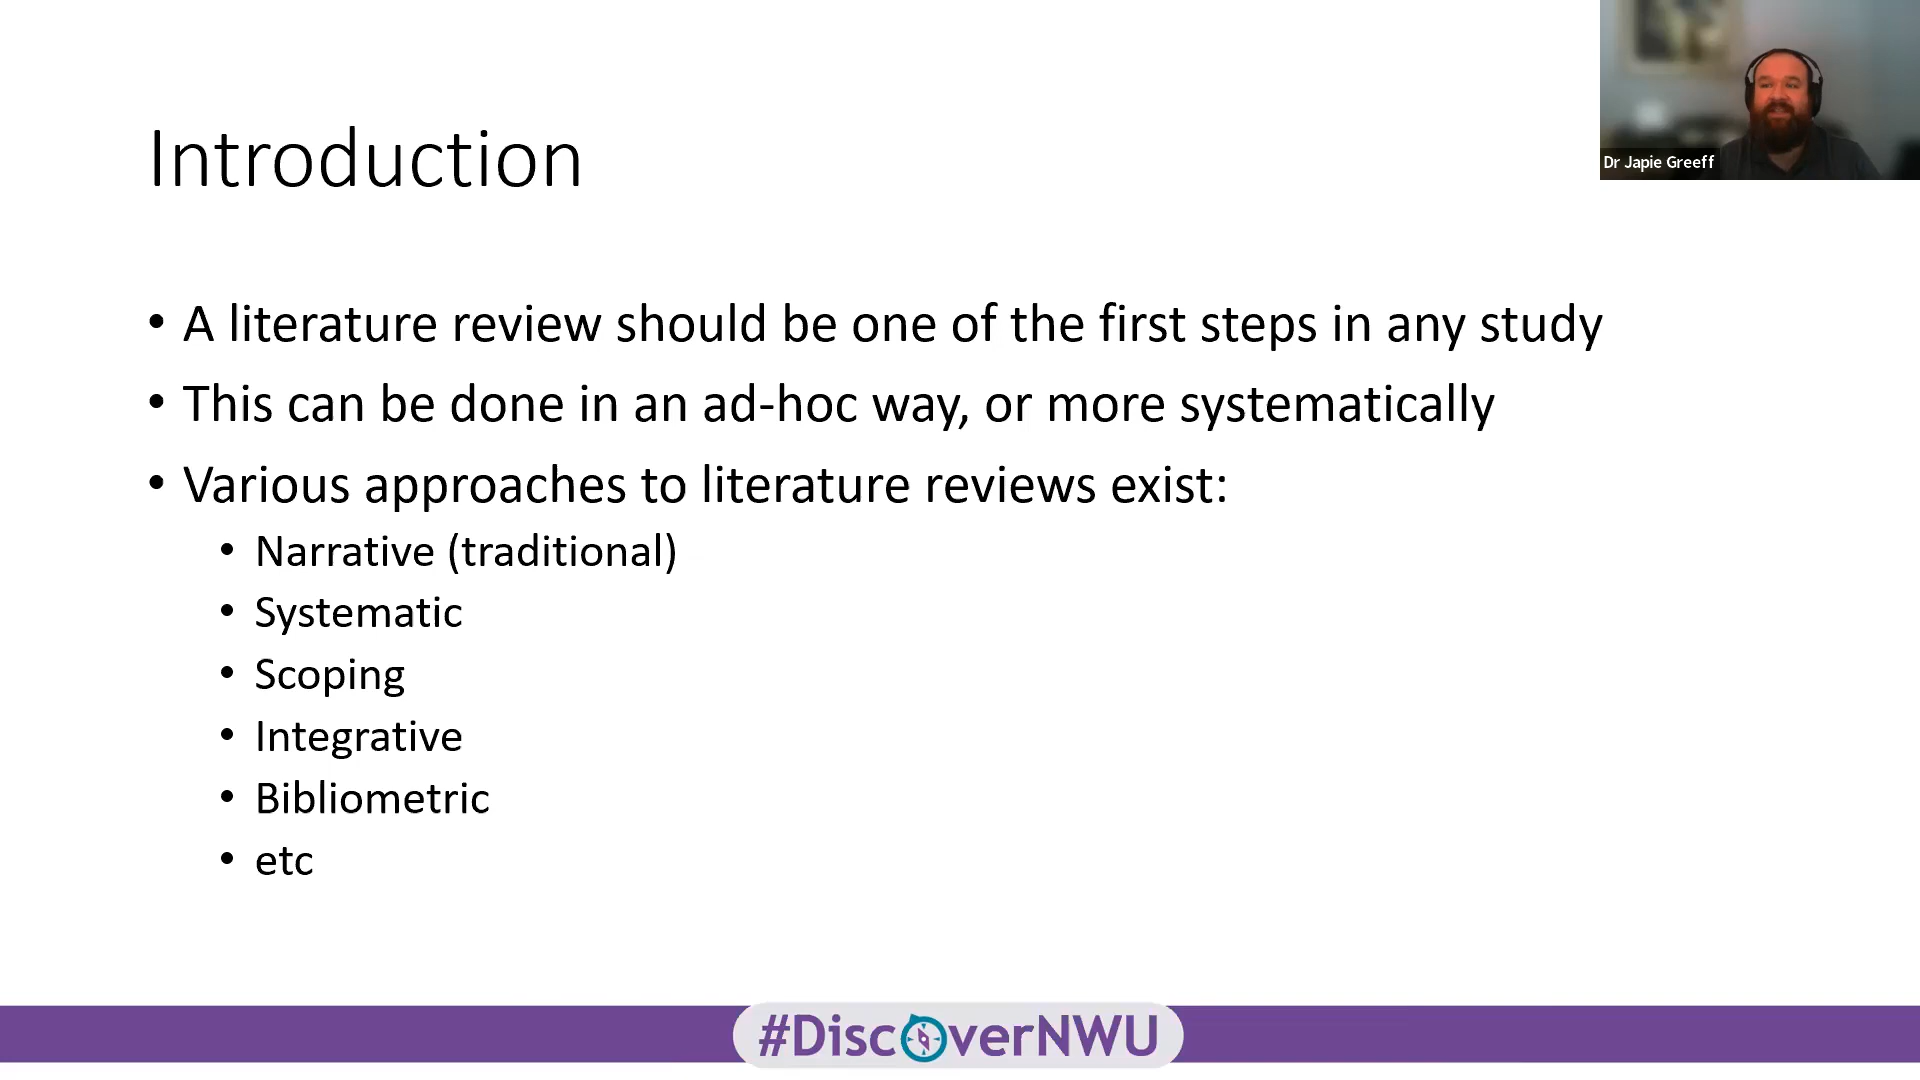 Dr Japie Greeff
Introduction
• A literature review should be one of the first steps in any study
• This can be done in an ad-hoc way, or more systematically
• Various approaches to literature reviews exist:
• Narrative (traditional)
• Systematic
• Scoping
• Integrative
• Bibliometric
• etc
#DiscoverNWU